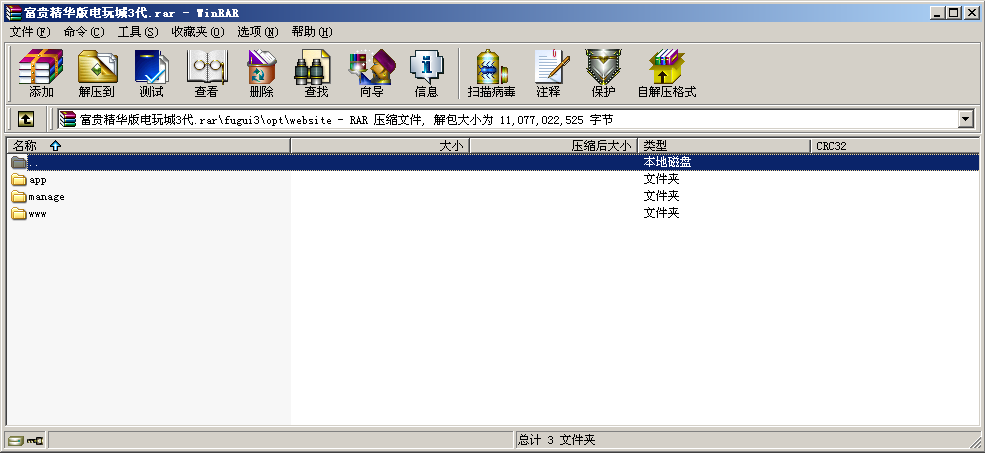 富贵精华版电玩城3代.rar - WinRAR
文件(F) 命令(C) 工具(S) 收藏夹(O) 选项(N) 帮助(H)
添加 解压到 测试 查看 删除 查找 向导 信息 扫描病毒 注释 保护 自解压格式
富贵精华版电玩城3代.rar\fugui3\opt\website - RAR 压缩文件, 解包大小为 11,077,022,525 字节
名称 大小 压缩后大小 类型 CRC32
.. 本地磁盘
app 文件夹
manage 文件夹
www 文件夹
总计 3 文件夹